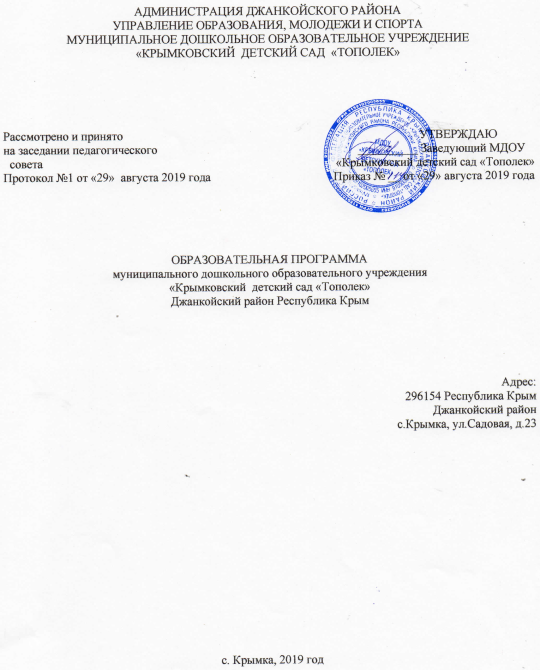 АДМИНИСТРАЦИЯ ДЖАНКОЙСКОГО РАЙОНА
УПРАВЛЕНИЕ ОБРАЗОВАНИЯ, МОЛОДЕЖИ И СПОРТА
МУНИЦИПАЛЬНОЕ ДОШКОЛЬНОЕ ОБРАЗОВАТЕЛЬНОЕ УЧРЕЖДЕНИЕ
«КРЫМКОВСКИЙ ДЕТСКИЙ САД «ТОПОЛЕК»
Рассмотрено и принято
на заседании педагогического
совета
Протокол №1 от «29» августа 2019 года
УТВЕРЖДАЮ
Заведующий МДОУ
«Крымковский детский сад «Тополек»
Приказ № от «29» августа 2019 года
ОБРАЗОВАТЕЛЬНАЯ ПРОГРАММА
муниципального дошкольного образовательного учреждения
«Крымковский детский сад «Тополек»
Джанкойский район Республика Крым
Адрес:
296154 Республика Крым
Джанкойский район
с.Крымка, ул.Садовая, д.23
с. Крымка, 2019 год